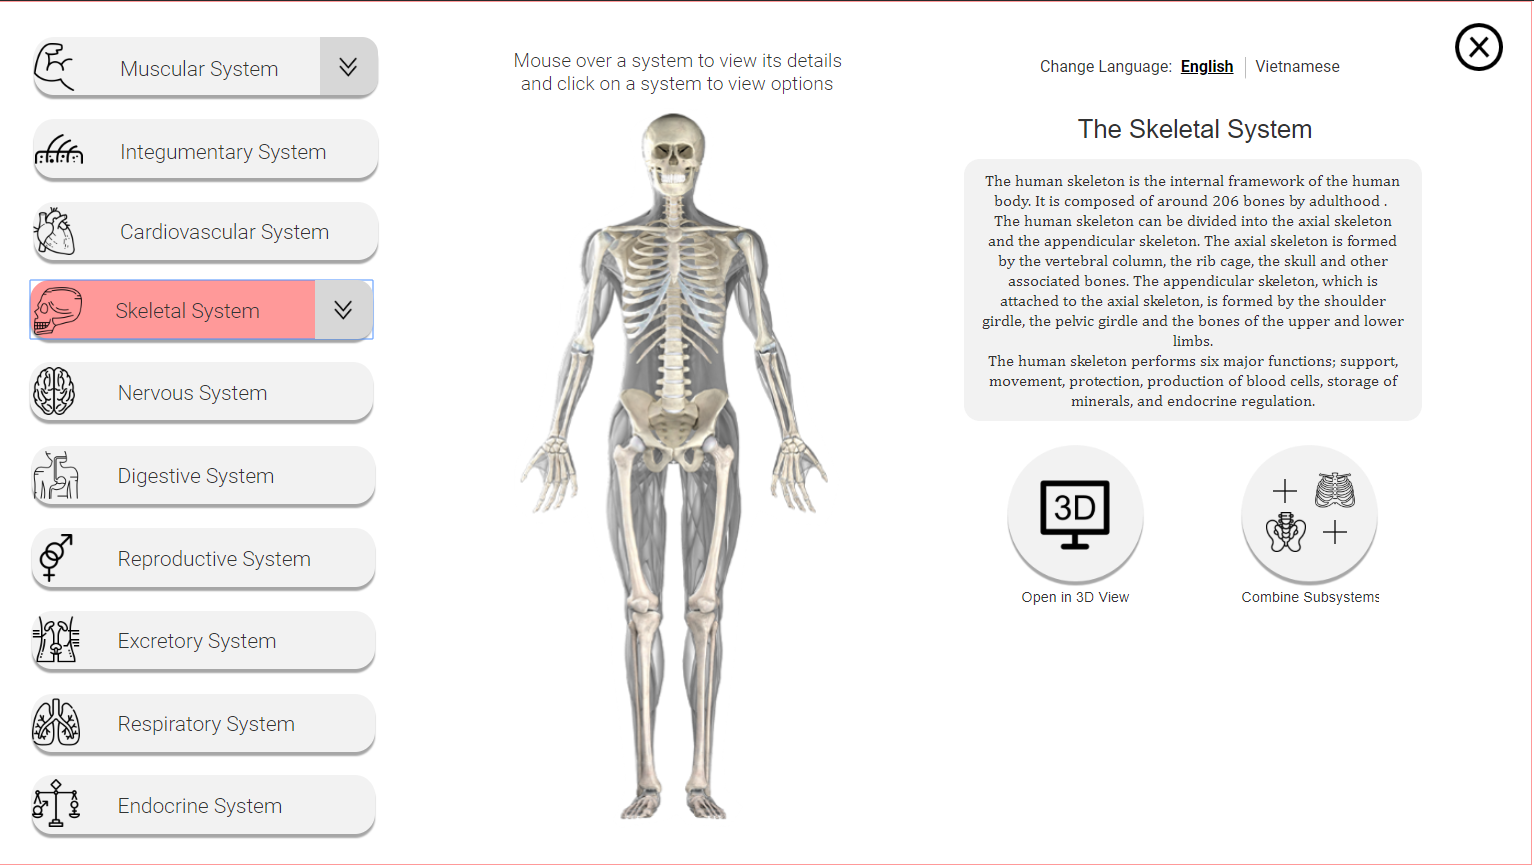 Muscular System
Integumentary System
Cardiovascular System
Skeletal System
Nervous System
Digestive System
Reproductive System
Excretory System
Respiratory System
Endocrine System
Mouse over a system to view its details
and click on a system to view options
Change Language: English Vietnamese
The Skeletal System
The human skeleton is the internal framework of the human
body. It is composed of around 206 bones by adulthood .
The human skeleton can be divided into the axial skeleton
and the appendicular skeleton. The axial skeleton is formed
by the vertebral column, the rib cage, the skull and other
associated bones. The appendicular skeleton, which is
attached to the axial skeleton, is formed by the shoulder
girdle, the pelvic girdle and the bones of the upper and lower
limbs.
The human skeleton performs six major functions; support,
movement, protection, production of blood cells, storage of
minerals, and endocrine regulation.
3D
Open in 3D View
Combine Subsystems